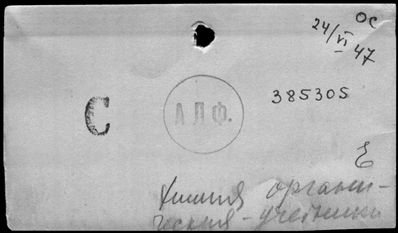 ОС
24/VI 47
385305
С
АЛФ.
Е
Химия органи-
ческая - учебники